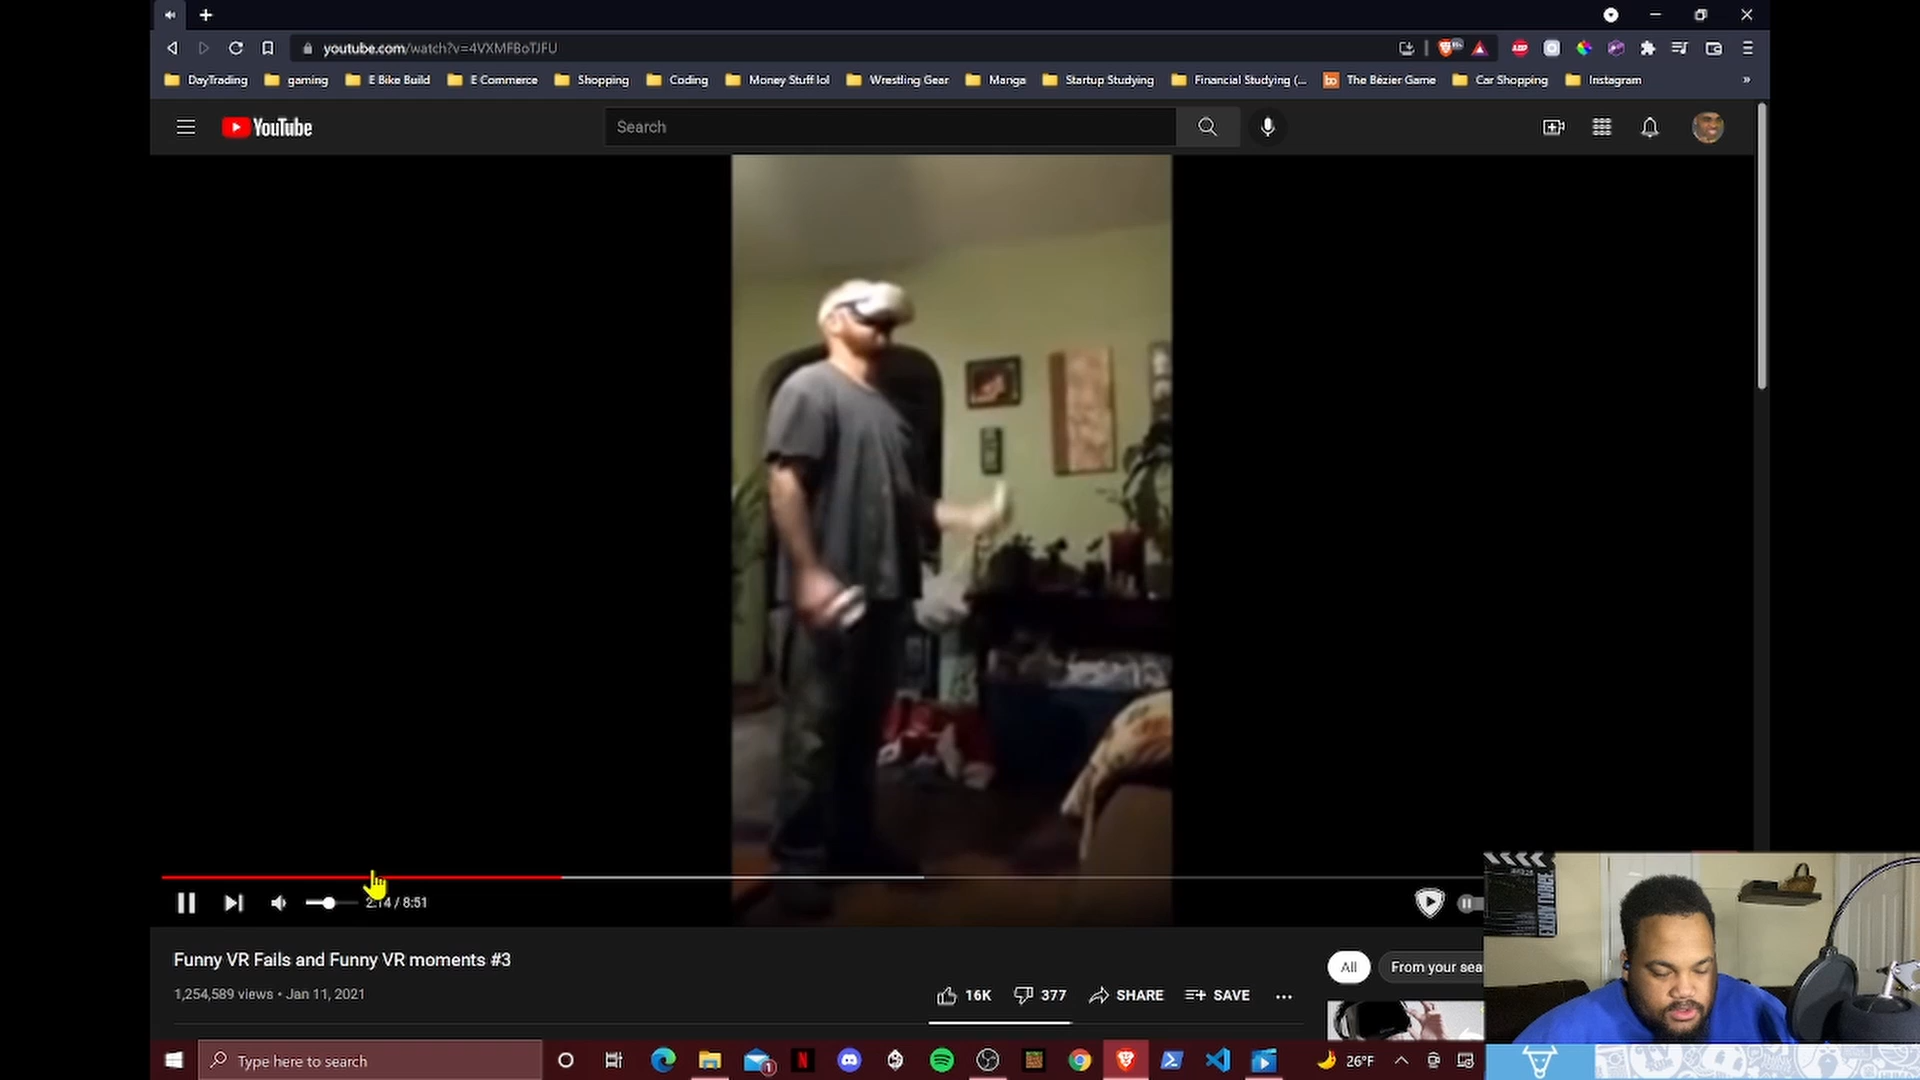 youtube.com/watch?v=4VXMFBoTJFU
DayTrading gaming E Bike Build E Commerce Shopping Coding Money Stuff lol Wrestling Gear Manga Startup Studying Financial Studying (... The Bézier Game Car Shopping Instagram »
YouTube
Search
2:14 / 8:51
Funny VR Fails and Funny VR moments #3
1,254,589 views • Jan 11, 2021
16K 377 SHARE SAVE ...
All From your sea
Type here to search
26°F